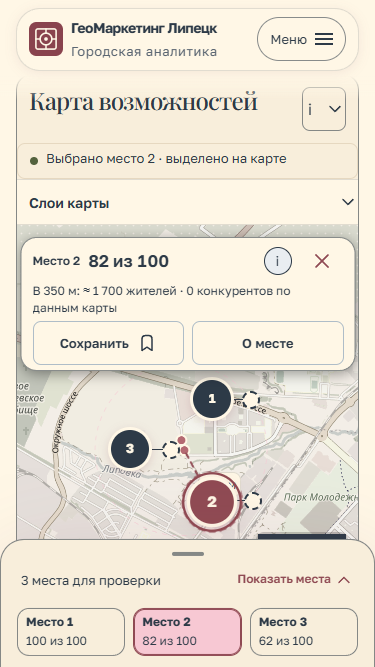 ГеоМаркетинг Липецк
Городская аналитика
Меню
Карта возможностей
i
Выбрано место 2 · выделено на карте
Слои карты
Место 2 82 из 100
i
В 350 м: ≈ 1 700 жителей · 0 конкурентов по
данным карты
Сохранить
О месте
1
Окружное шоссе
3
Липовка
2
Парк Молодежн
3 места для проверки
Показать места
Место 1
100 из 100
Место 2
82 из 100
Место 3
62 из 100